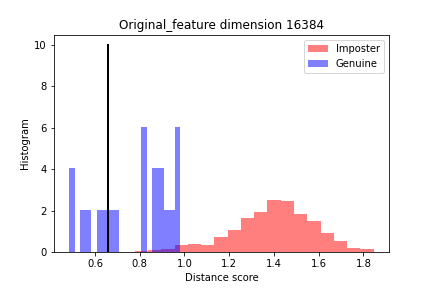 Original_feature dimension 16384
Imposter
Genuine
Histogram
10
8
6
4
2
0
0.6 0.8 1.0 1.2 1.4 1.6 1.8
Distance score